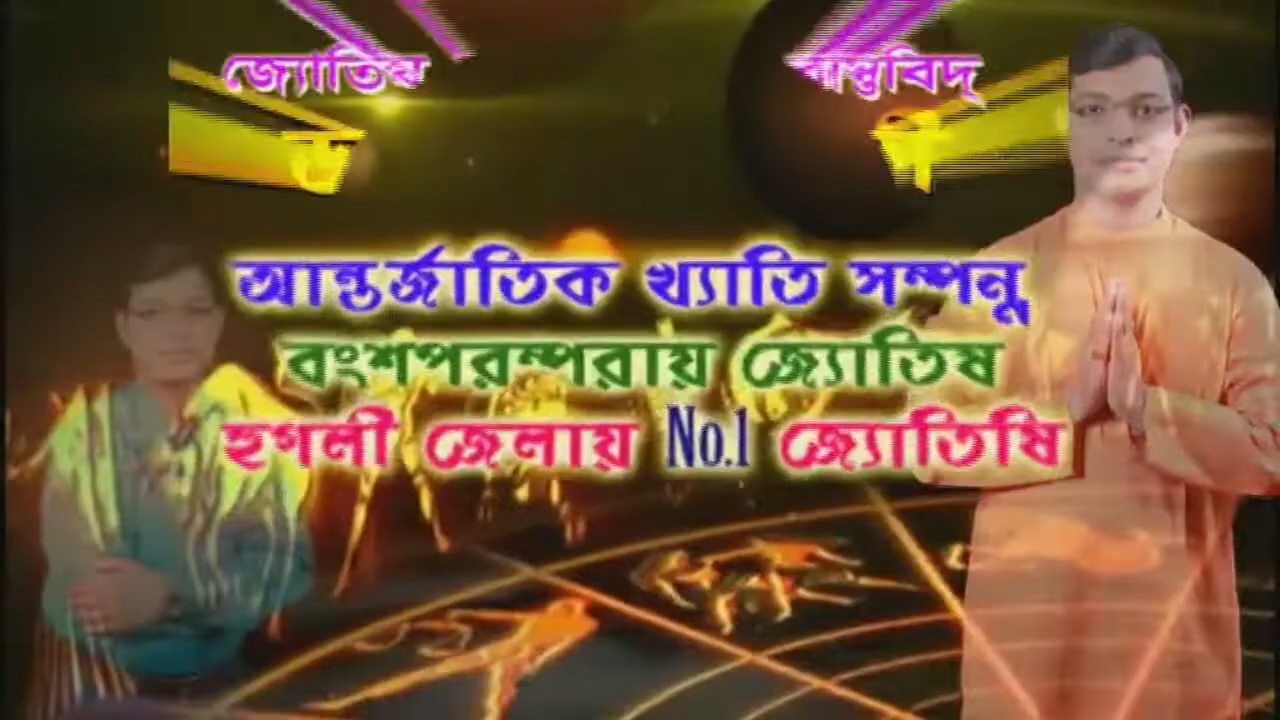 জ্যোতিষ বাস্তুবিদ্
আন্তর্জাতিক খ্যাতি সম্পন্ন
বংশপরম্পরায় জ্যোতিষ
হুগলী জেলায় No.1 জ্যোতিষি